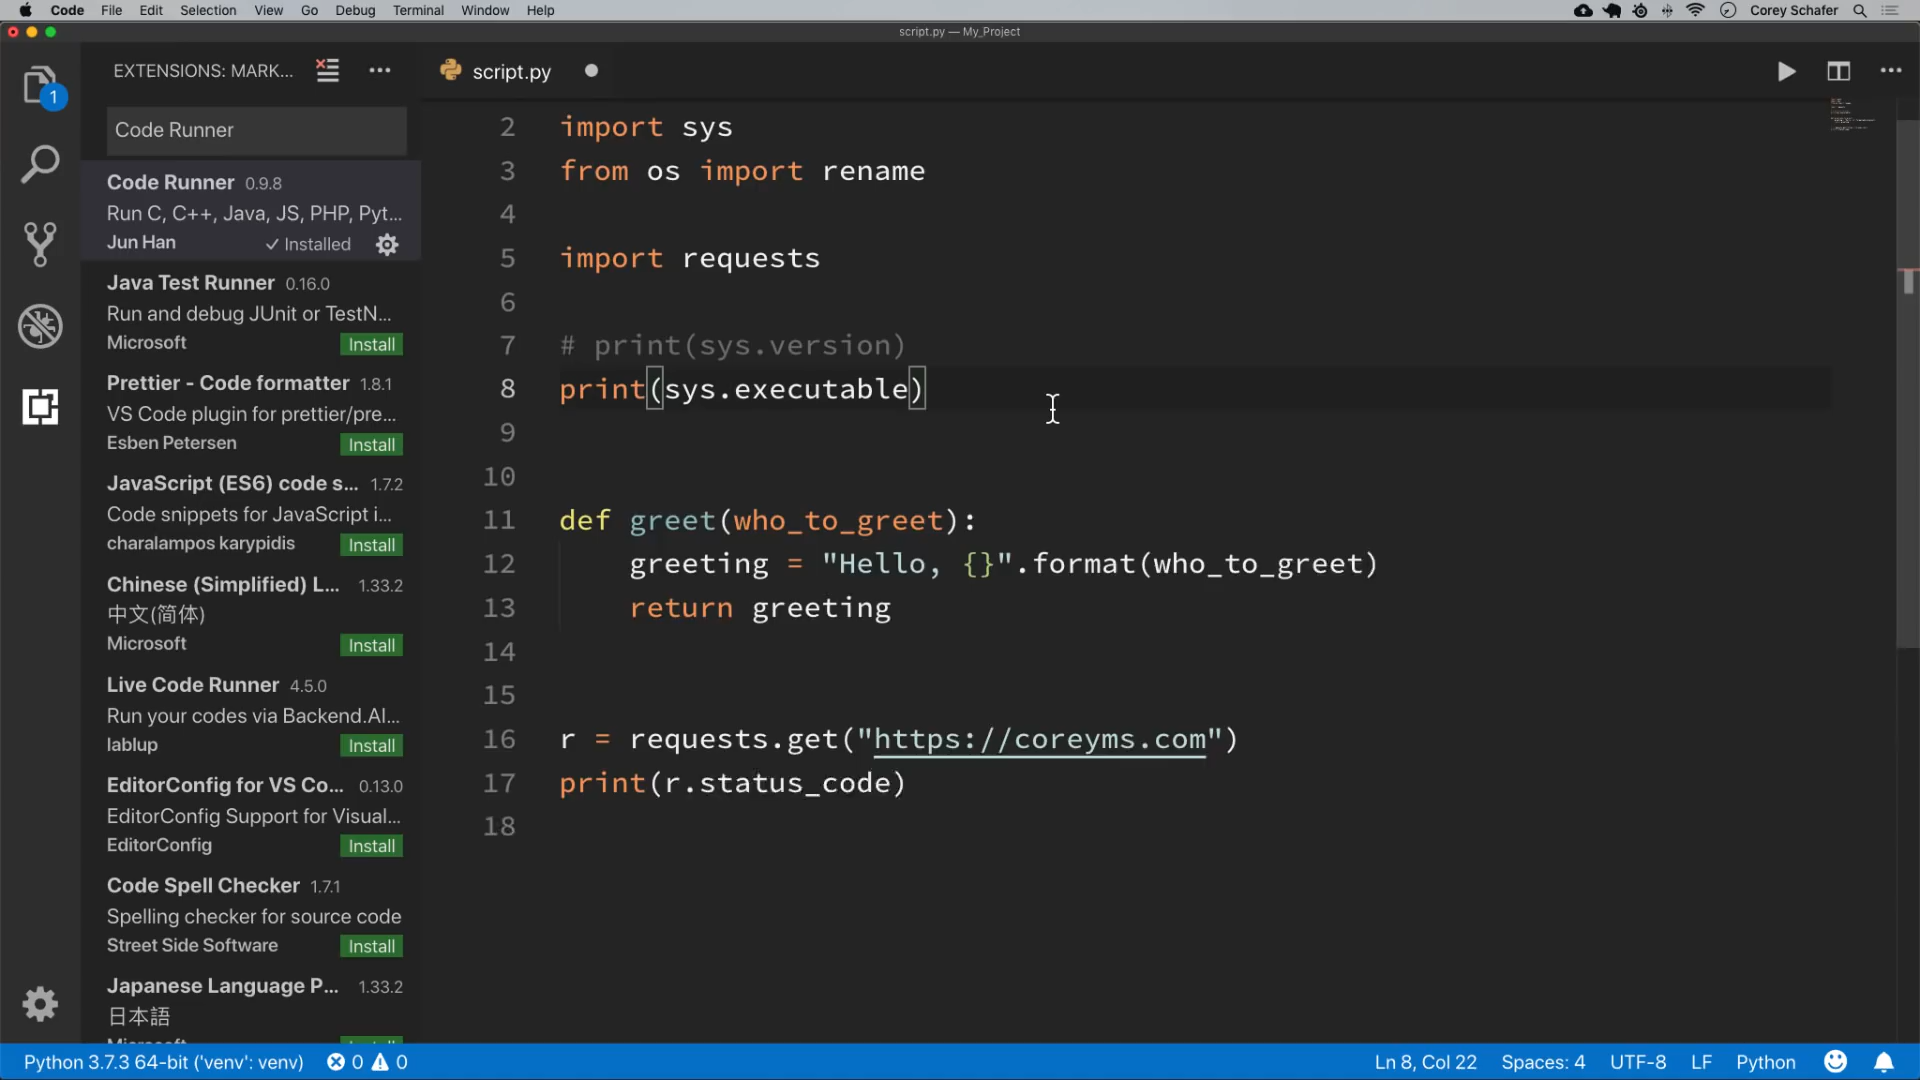 Code File Edit Selection View Go Debug Terminal Window Help Corey Schafer
script.py — My_Project
EXTENSIONS: MARK...
script.py
1
Code Runner
Code Runner 0.9.8
Run C, C++, Java, JS, PHP, Pyt...
Jun Han ✓ Installed
Java Test Runner 0.16.0
Run and debug JUnit or TestN...
Microsoft Install
Prettier - Code formatter 1.8.1
VS Code plugin for prettier/pre...
Esben Petersen Install
JavaScript (ES6) code s... 1.7.2
Code snippets for JavaScript i...
charalampos karypidis Install
Chinese (Simplified) L... 1.33.2
中文(简体)
Microsoft Install
Live Code Runner 4.5.0
Run your codes via Backend.AI...
lablup Install
EditorConfig for VS Co... 0.13.0
EditorConfig Support for Visual...
EditorConfig Install
Code Spell Checker 1.7.1
Spelling checker for source code
Street Side Software Install
Japanese Language P... 1.33.2
日本語
2 import sys
3 from os import rename
4
5 import requests
6
7 # print(sys.version)
8 print(sys.executable)
9
10
11 def greet(who_to_greet):
12     greeting = "Hello, {}".format(who_to_greet)
13     return greeting
14
15
16 r = requests.get("https://coreyms.com")
17 print(r.status_code)
18
Python 3.7.3 64-bit ('venv': venv) 0 0 Ln 8, Col 22 Spaces: 4 UTF-8 LF Python